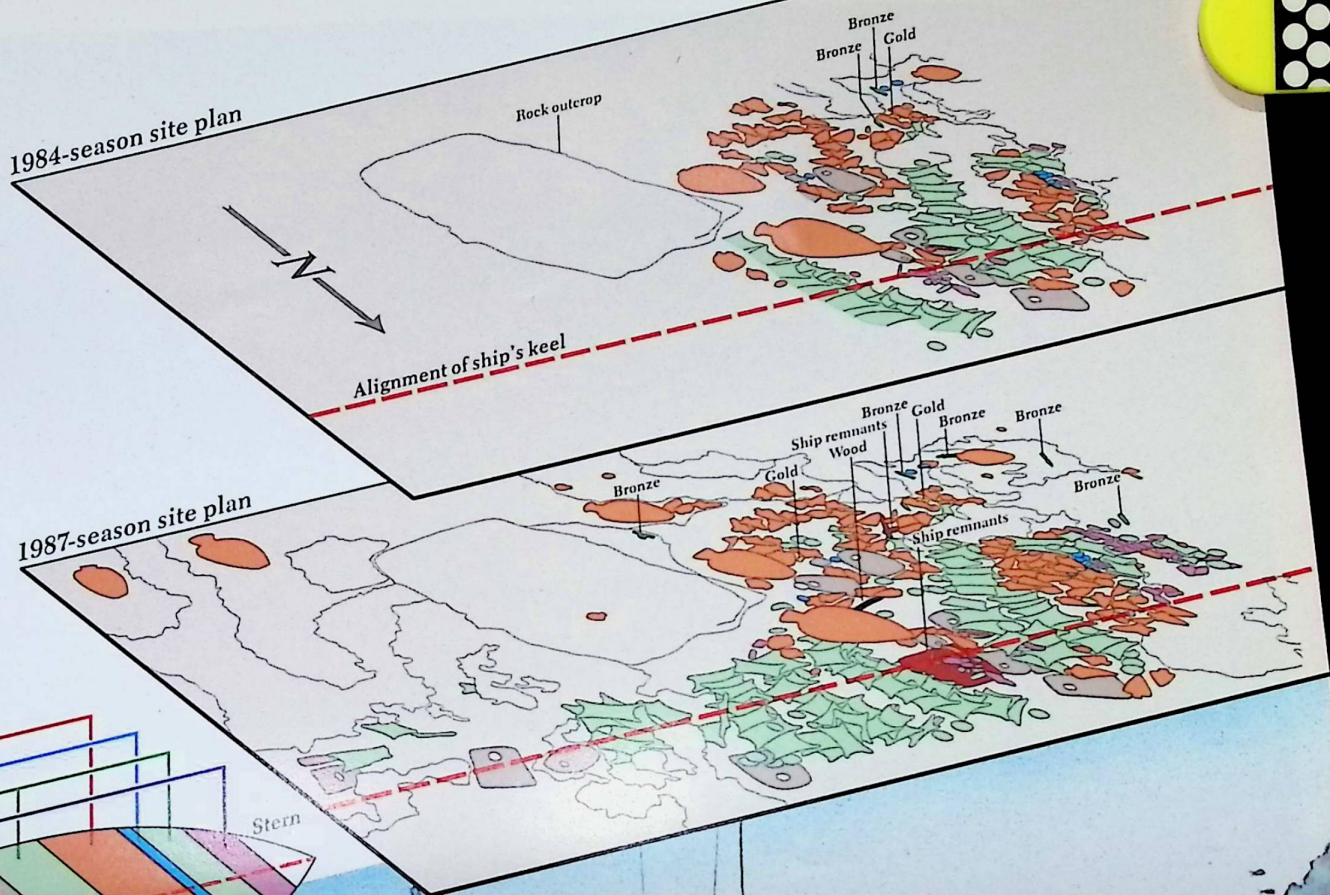 1984-season site plan
Rock outcrop
Bronze
Bronze
Gold
N
Alignment of ship's keel
1987-season site plan
Bronze
Gold
Ship remnants
Wood
Bronze
Gold
Bronze
Bronze
Bronze
Ship remnants
Stern